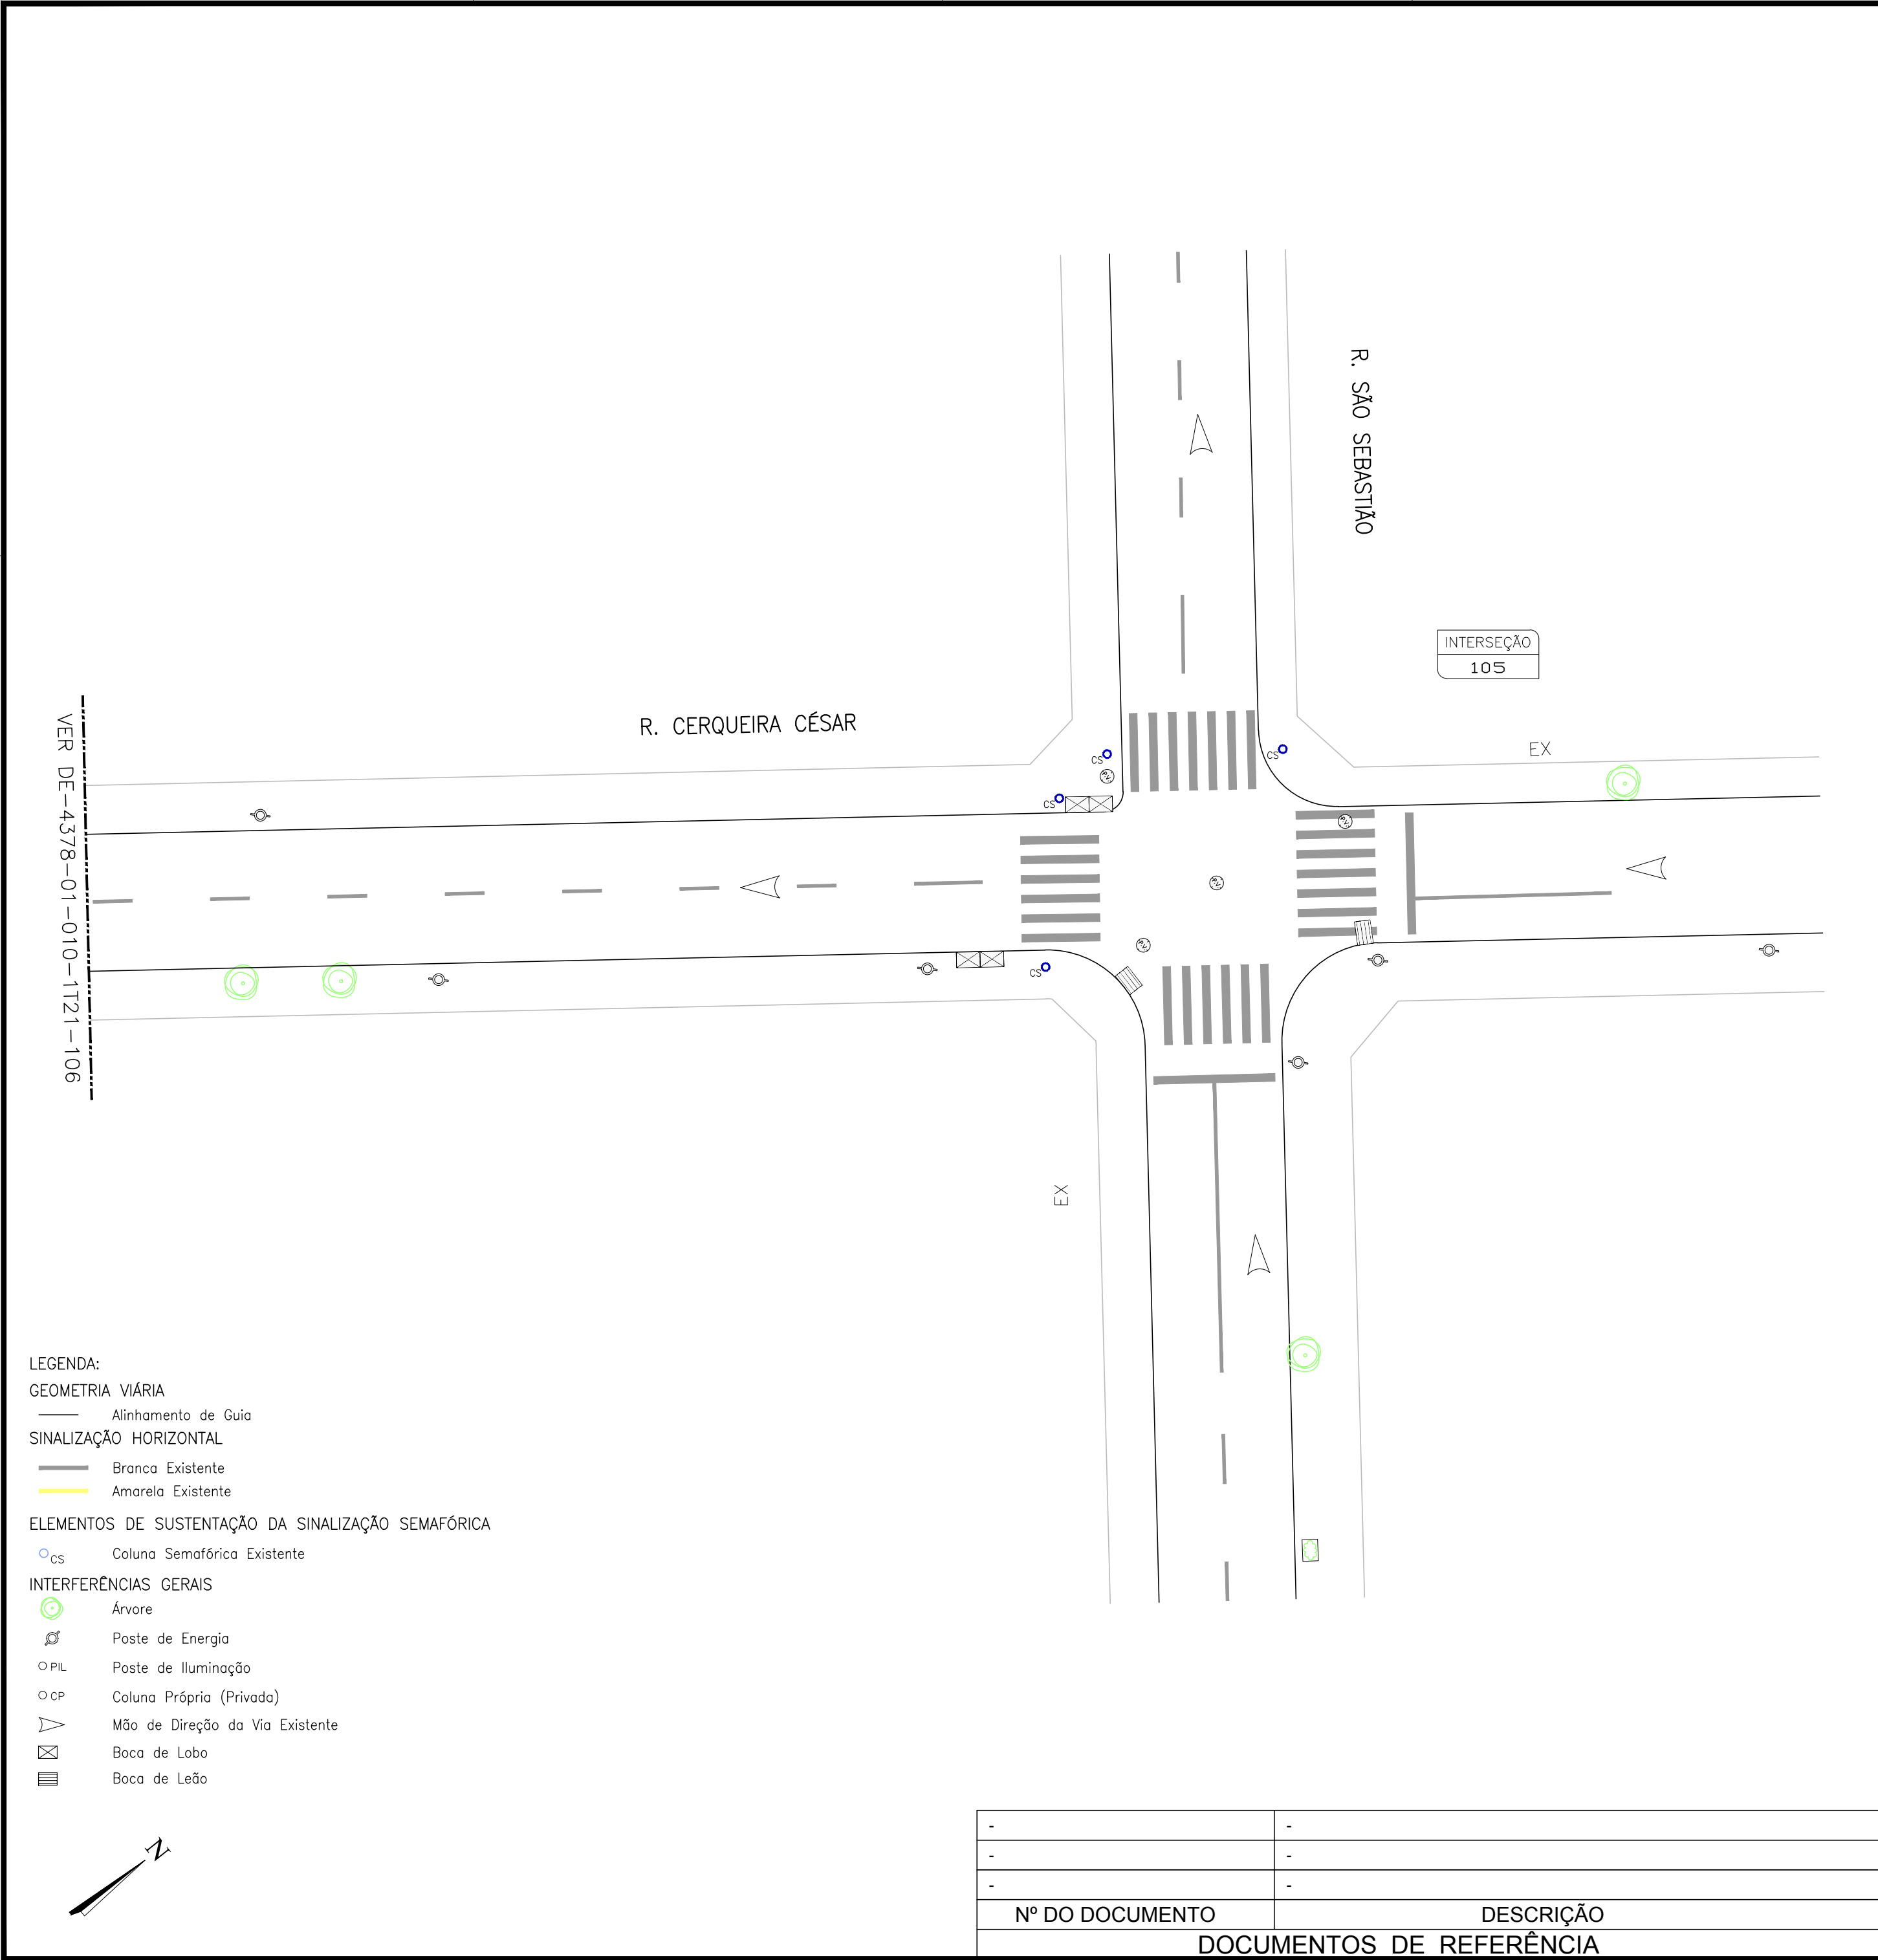 R. SÃO SEBASTIÃO
INTERSEÇÃO
105
R. CERQUEIRA CÉSAR
EX
CS
CS
CS
CS
P.V.
P.V.
P.V.
P.V.
VER DE-4378-01-010-1T21-106
EX
LEGENDA:
GEOMETRIA VIÁRIA
Alinhamento de Guia
SINALIZAÇÃO HORIZONTAL
Branca Existente
Amarela Existente
ELEMENTOS DE SUSTENTAÇÃO DA SINALIZAÇÃO SEMAFÓRICA
CS Coluna Semafórica Existente
INTERFERÊNCIAS GERAIS
Árvore
Poste de Energia
PIL Poste de Iluminação
CP Coluna Própria (Privada)
Mão de Direção da Via Existente
Boca de Lobo
Boca de Leão
N
- -
- -
- -
Nº DO DOCUMENTO DESCRIÇÃO
DOCUMENTOS DE REFERÊNCIA